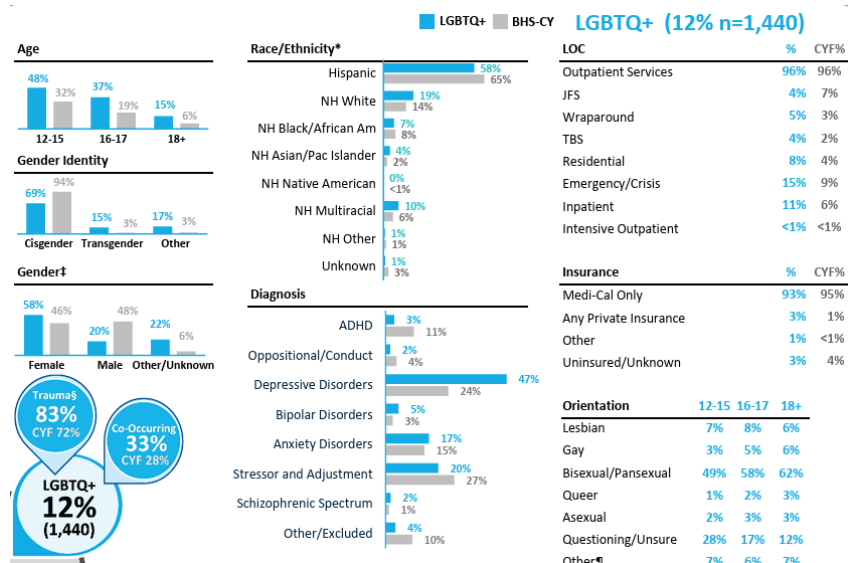 LGBTQ+ BHS-CY
LGBTQ+ (12% n=1,440)
Age
48% 32% 37% 19% 15% 6%
12-15 16-17 18+
Gender Identity
69% 94% 15% 3% 17% 3%
Cisgender Transgender Other
Gender‡
58% 46% 20% 48% 22% 6%
Female Male Other/Unknown
Trauma§
83%
CYF 72%
Co-Occurring
33%
CYF 28%
LGBTQ+
12%
(1,440)
Race/Ethnicity*
Hispanic 58%
65%
NH White 19%
14%
NH Black/African Am 7%
8%
NH Asian/Pac Islander 4%
2%
NH Native American 0%
<1%
NH Multiracial 10%
6%
NH Other 1%
1%
Unknown 1%
3%
Diagnosis
ADHD 3%
11%
Oppositional/Conduct 2%
4%
Depressive Disorders 47%
24%
Bipolar Disorders 5%
3%
Anxiety Disorders 17%
15%
Stressor and Adjustment 20%
27%
Schizophrenic Spectrum 2%
1%
Other/Excluded 4%
10%
LOC % CYF%
Outpatient Services 96% 96%
JFS 4% 7%
Wraparound 5% 3%
TBS 4% 2%
Residential 8% 4%
Emergency/Crisis 15% 9%
Inpatient 11% 6%
Intensive Outpatient <1% <1%
Insurance % CYF%
Medi-Cal Only 93% 95%
Any Private Insurance 3% 1%
Other 1% <1%
Uninsured/Unknown 3% 4%
Orientation 12-15 16-17 18+
Lesbian 7% 8% 6%
Gay 3% 5% 6%
Bisexual/Pansexual 49% 58% 62%
Queer 1% 2% 3%
Asexual 2% 3% 3%
Questioning/Unsure 28% 17% 12%
Other¶ 7% 6% 7%